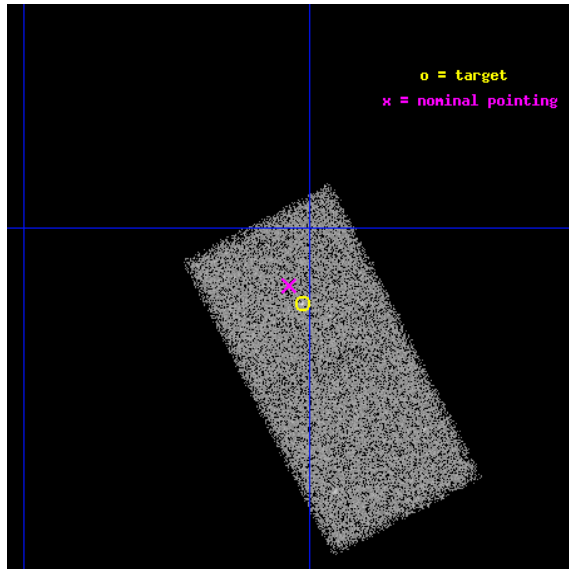 o = target
x = nominal pointing